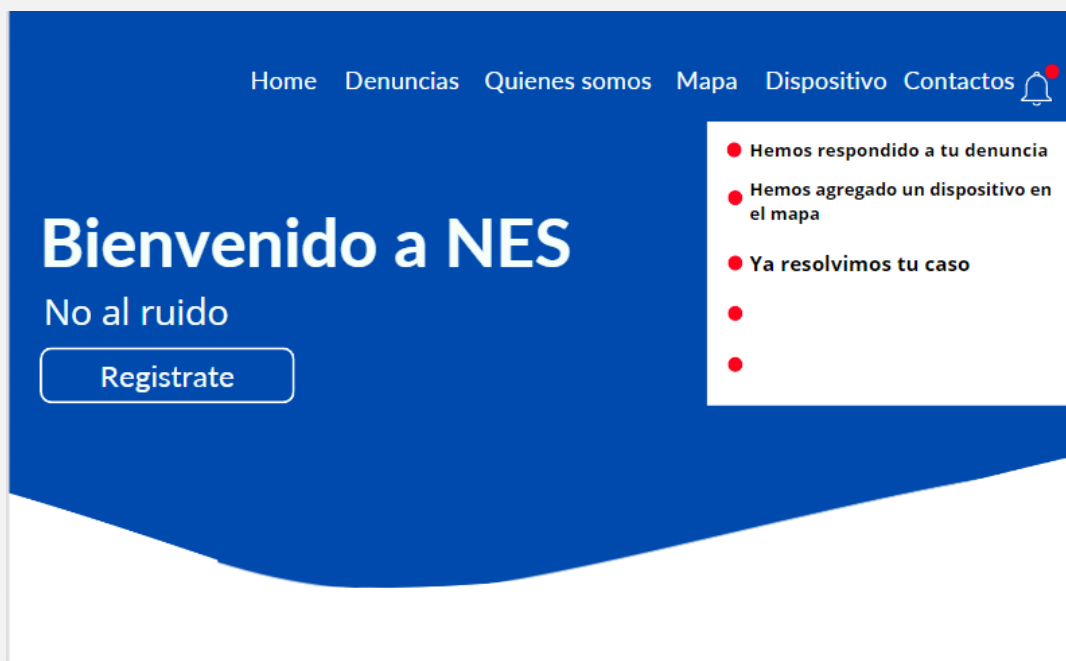 Home Denuncias Quienes somos Mapa Dispositivo Contactos
Hemos respondido a tu denuncia
Hemos agregado un dispositivo en
el mapa
Ya resolvimos tu caso
Bienvenido a NES
No al ruido
Registrate